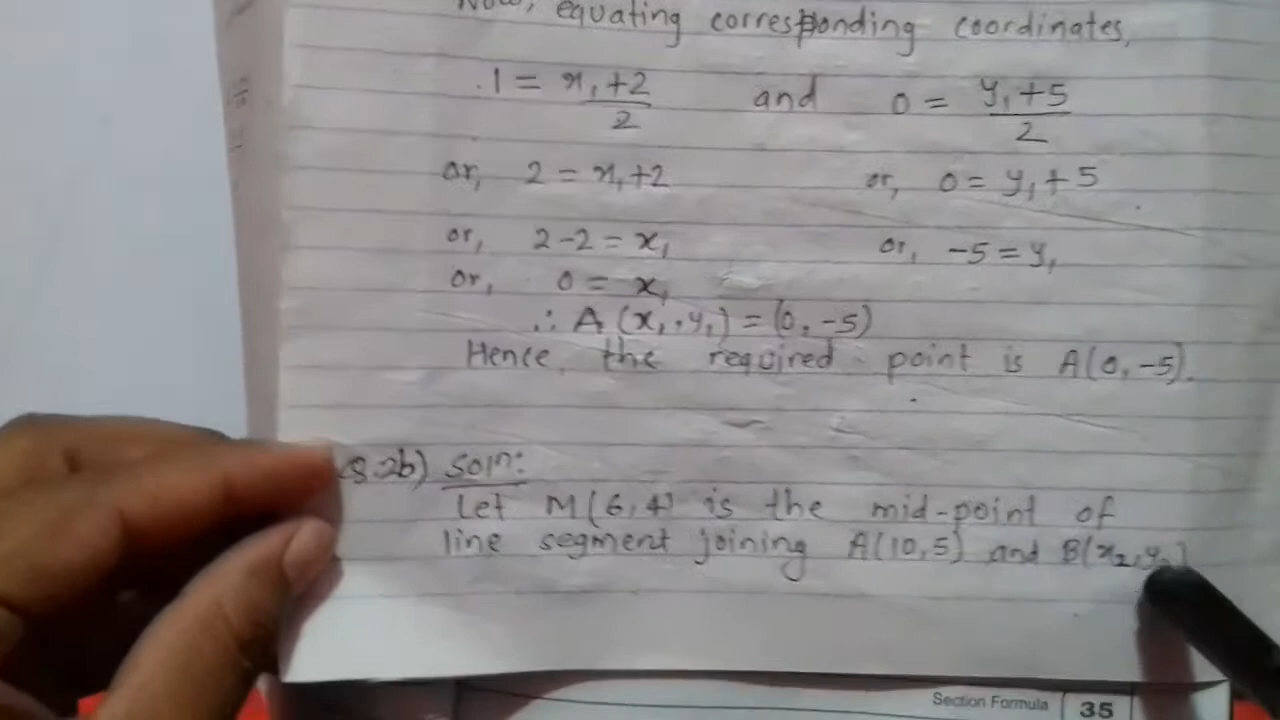 Now, equating corresponding coordinates,
1 = x₁+2/2 and 0 = y₁+5/2
or, 2 = x₁+2 or, 0 = y₁+5
or, 2-2 = x₁ or, -5 = y₁
or, 0 = x₁
∴ A (x₁, y₁) = (0, -5)
Hence, the required point is A(0, -5).
Q.2b) Soln:
Let M(6,4) is the mid-point of
line segment joining A(10,5) and B(x₂, y₂)
Section Formula 35